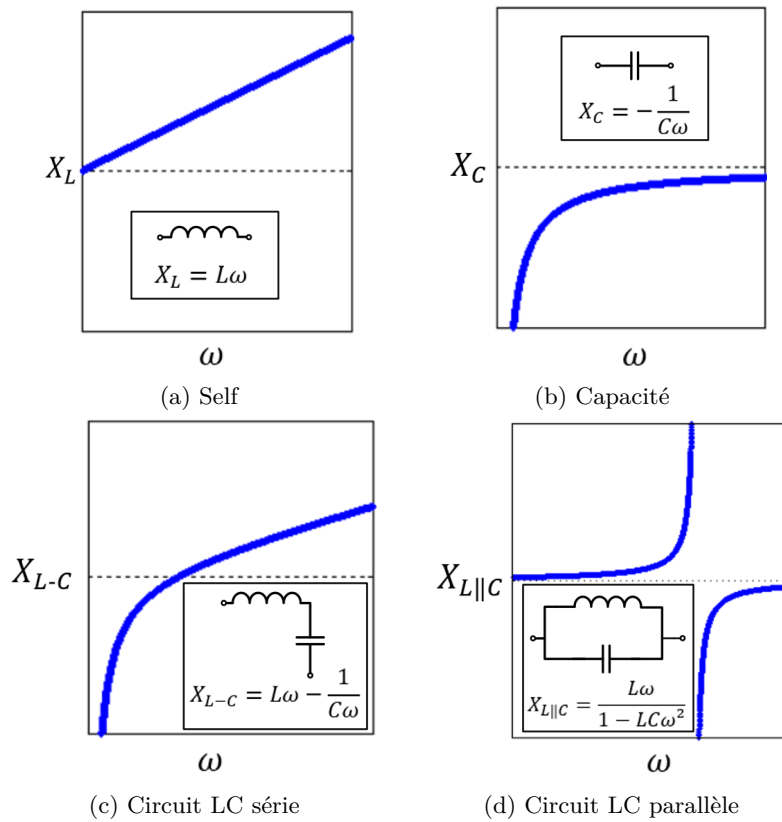 X_L
X_L = Lω
ω
(a) Self
X_C = - 1/Cω
X_C
ω
(b) Capacité
X_{L-C}
X_{L-C} = Lω - 1/Cω
ω
(c) Circuit LC série
X_{L∥C}
X_{L∥C} = Lω/1 - LCω²
ω
(d) Circuit LC parallèle